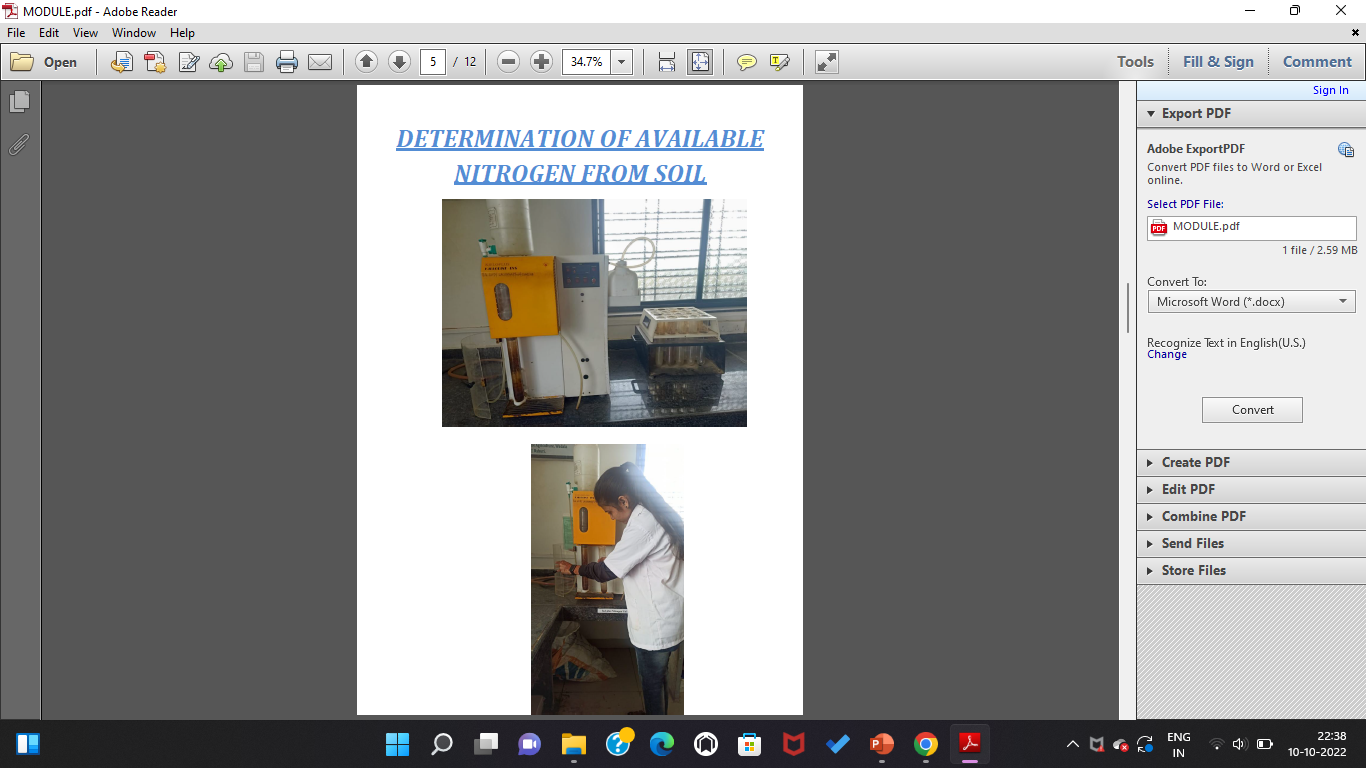 MODULE.pdf - Adobe Reader
File Edit View Window Help
Open 5 / 12 34.7% Tools Fill & Sign Comment
Sign In
DETERMINATION OF AVAILABLE
NITROGEN FROM SOIL
Export PDF
Adobe ExportPDF
Convert PDF files to Word or Excel
online.
Select PDF File:
PDF MODULE.pdf
1 file / 2.59 MB
Convert To:
Microsoft Word (*.docx)
Recognize Text in English(U.S.)
Change
Convert
Create PDF
Edit PDF
Combine PDF
Send Files
Store Files
ENG
IN
22:38
10-10-2022